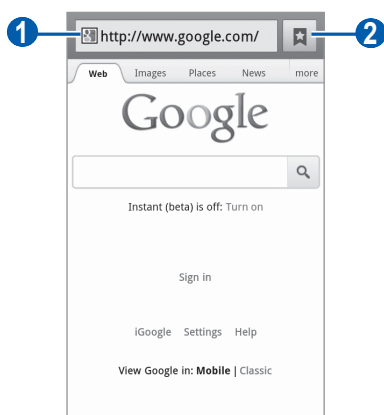 1 http://www.google.com/ 2
Web Images Places News more
Google
Instant (beta) is off: Turn on
Sign in
iGoogle Settings Help
View Google in: Mobile | Classic